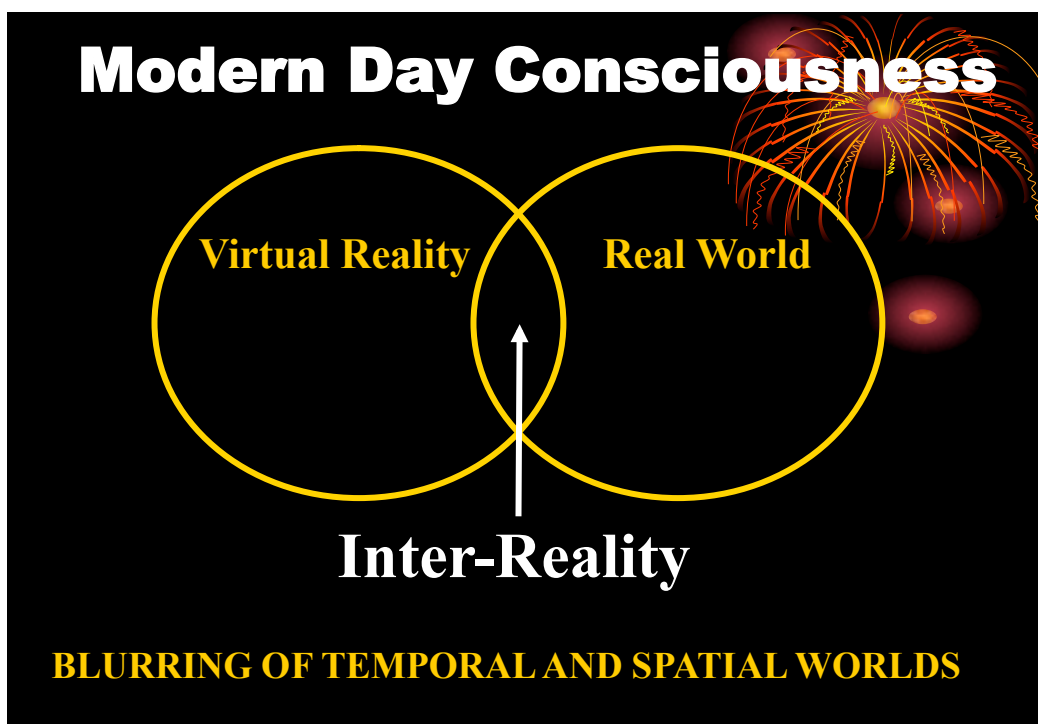 Modern Day Consciousness
Virtual Reality
Real World
Inter-Reality
BLURRING OF TEMPORAL AND SPATIAL WORLDS